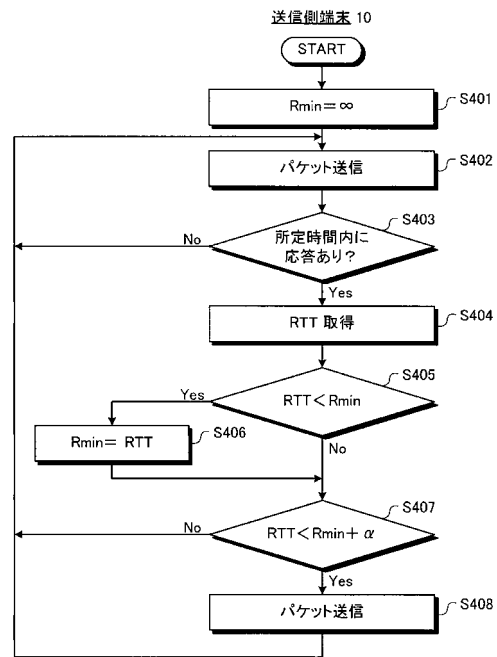 送信側端末 10
START
Rmin=∞
S401
パケット送信
S402
所定時間内に
応答あり?
S403
No
Yes
RTT 取得
S404
RTT<Rmin
S405
Yes
No
Rmin= RTT
S406
RTT<Rmin+ α
S407
No
Yes
パケット送信
S408